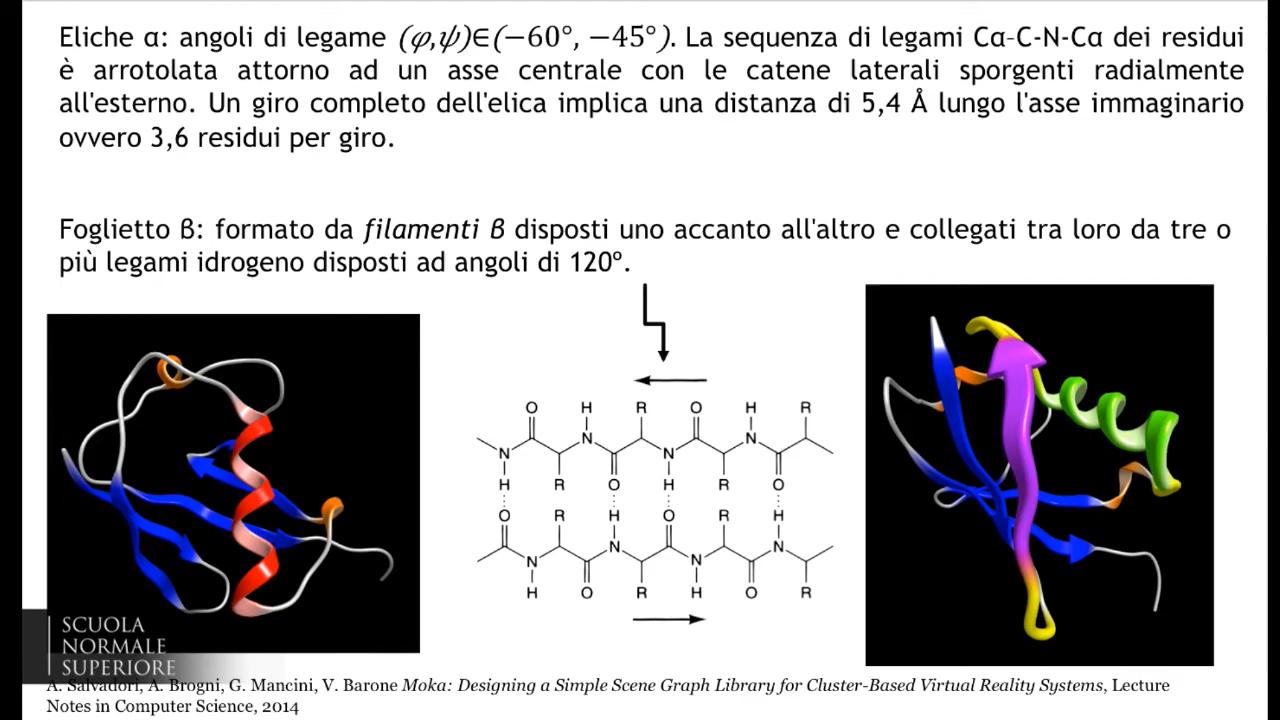 Eliche α: angoli di legame (φ,ψ)∈(−60°, −45°). La sequenza di legami Cα-C-N-Cα dei residui
è arrotolata attorno ad un asse centrale con le catene laterali sporgenti radialmente
all'esterno. Un giro completo dell'elica implica una distanza di 5,4 Å lungo l'asse immaginario
ovvero 3,6 residui per giro.
Foglietto β: formato da filamenti β disposti uno accanto all'altro e collegati tra loro da tre o
più legami idrogeno disposti ad angoli di 120°.
O H R O H R
N N
N N
H R O H R O
O R H O R H
N N
N N
H O R H O R
SCUOLA
NORMALE
SUPERIORE
A. Salvadori, A. Brogni, G. Mancini, V. Barone Moka: Designing a Simple Scene Graph Library for Cluster-Based Virtual Reality Systems, Lecture
Notes in Computer Science, 2014